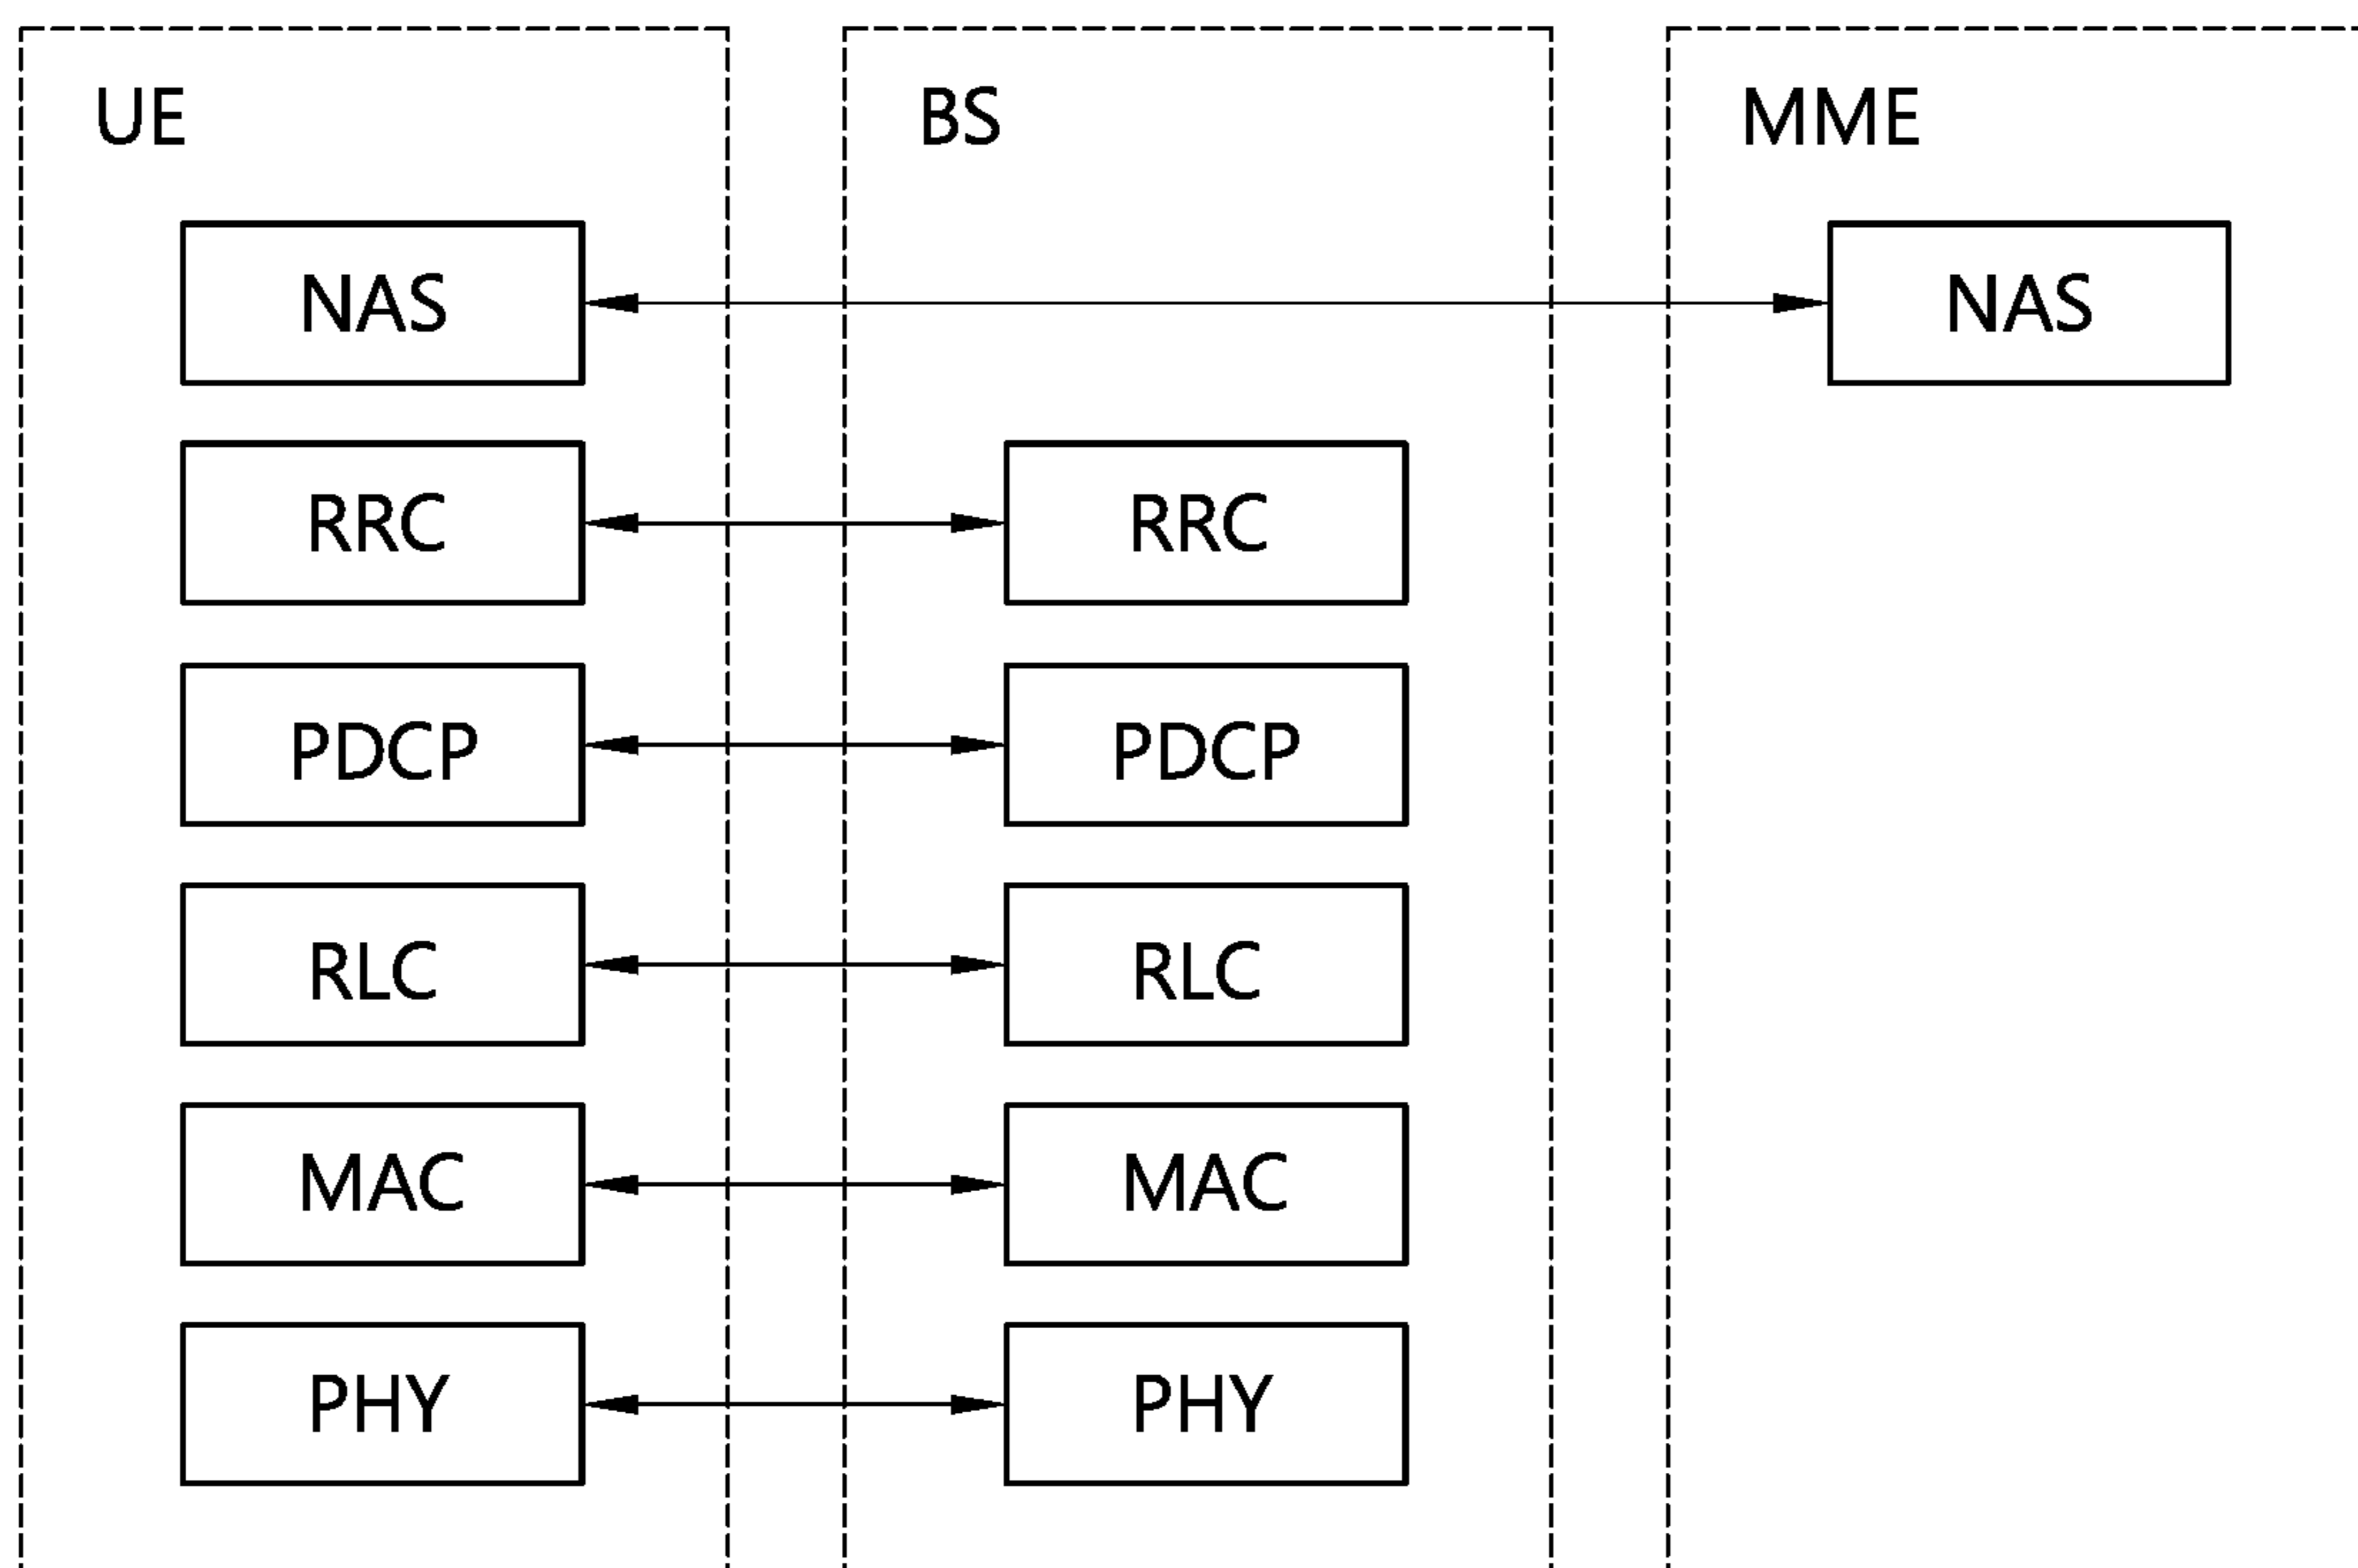 UE BS MME
NAS NAS
RRC RRC
PDCP PDCP
RLC RLC
MAC MAC
PHY PHY